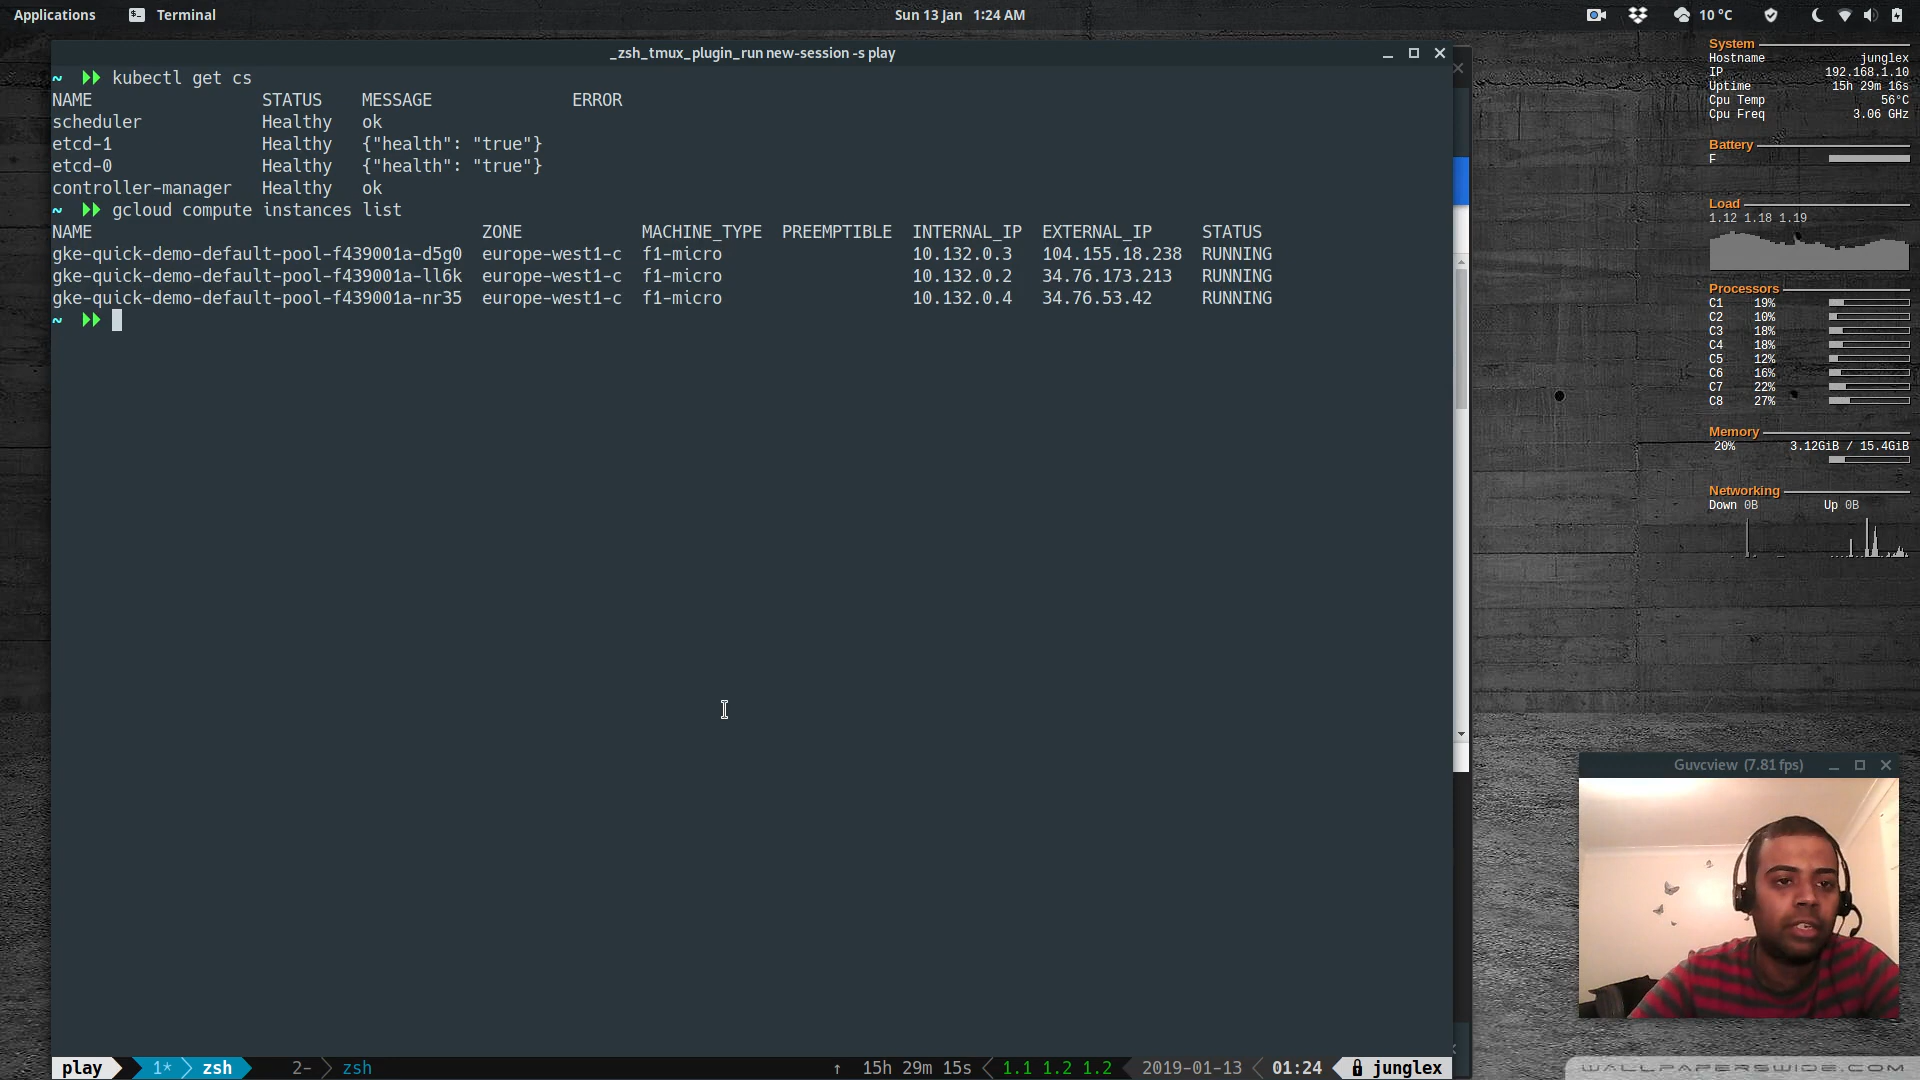 Applications Terminal Sun 13 Jan 1:24 AM 10 °C
_zsh_tmux_plugin_run new-session -s play
~ kubectl get cs
NAME STATUS MESSAGE ERROR
scheduler Healthy ok
etcd-1 Healthy {"health": "true"}
etcd-0 Healthy {"health": "true"}
controller-manager Healthy ok
~ gcloud compute instances list
NAME ZONE MACHINE_TYPE PREEMPTIBLE INTERNAL_IP EXTERNAL_IP STATUS
gke-quick-demo-default-pool-f439001a-d5g0 europe-west1-c f1-micro 10.132.0.3 104.155.18.238 RUNNING
gke-quick-demo-default-pool-f439001a-ll6k europe-west1-c f1-micro 10.132.0.2 34.76.173.213 RUNNING
gke-quick-demo-default-pool-f439001a-nr35 europe-west1-c f1-micro 10.132.0.4 34.76.53.42 RUNNING
~
play 1* zsh 2- zsh ↑ 15h 29m 15s 1.1 1.2 1.2 2019-01-13 01:24 junglex
System
Hostname junglex
IP 192.168.1.10
Uptime 15h 29m 16s
Cpu Temp 56°C
Cpu Freq 3.06 GHz
Battery
F
Load
1.12 1.18 1.19
Processors
C1 19%
C2 10%
C3 18%
C4 18%
C5 12%
C6 16%
C7 22%
C8 27%
Memory
20% 3.12GiB / 15.4GiB
Networking
Down 0B Up 0B
Guvcview (7.81 fps)
WALLPAPERSWIDE.COM